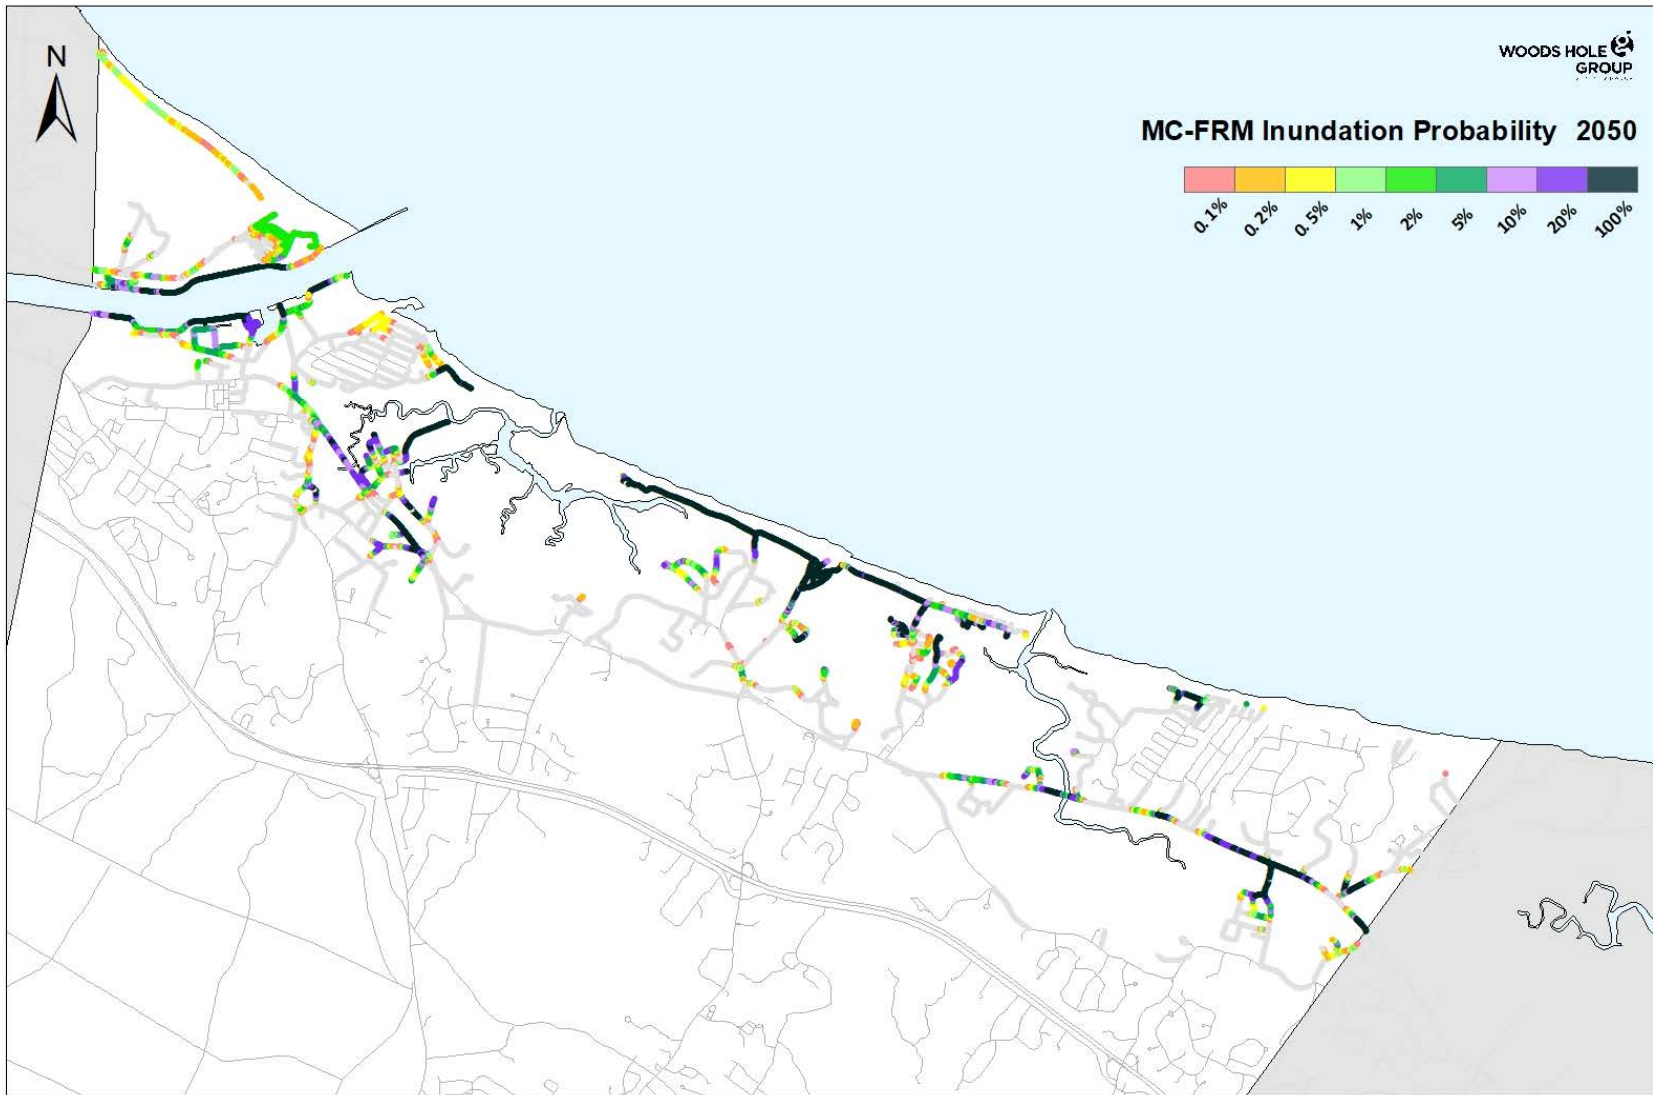 N
WOODS HOLE
GROUP
MC-FRM Inundation Probability 2050
0.1% 0.2% 0.5% 1% 2% 5% 10% 20% 100%